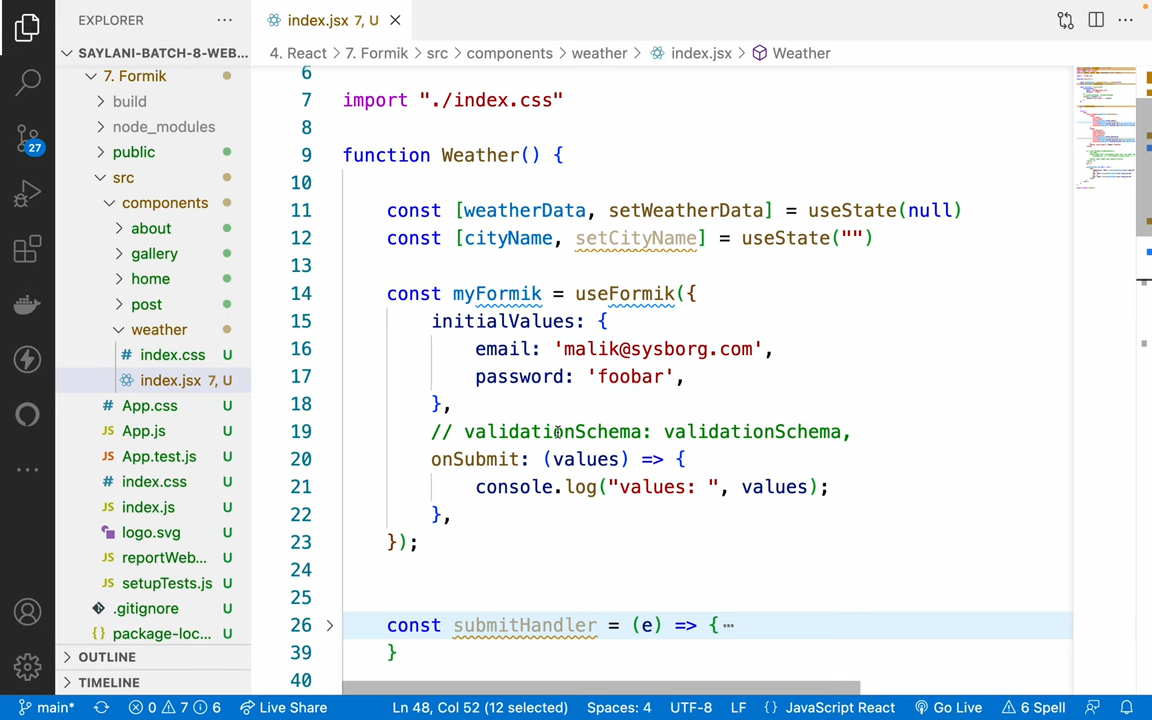 EXPLORER
index.jsx 7, U
SAYLANI-BATCH-8-WEB...
4. React > 7. Formik > src > components > weather > index.jsx > Weather
7. Formik
build
node_modules
public
src
components
about
gallery
home
post
weather
# index.css U
index.jsx 7, U
# App.css U
JS App.js U
JS App.test.js U
# index.css U
JS index.js U
logo.svg U
JS reportWeb... U
JS setupTests.js U
.gitignore U
{} package-loc... U
OUTLINE
TIMELINE
27
6
7 import "./index.css"
8
9 function Weather() {
10
11 const [weatherData, setWeatherData] = useState(null)
12 const [cityName, setCityName] = useState("")
13
14 const myFormik = useFormik({
15 initialValues: {
16 email: 'malik@sysborg.com',
17 password: 'foobar',
18 },
19 // validationSchema: validationSchema,
20 onSubmit: (values) => {
21 console.log("values: ", values);
22 },
23 });
24
25
26 const submitHandler = (e) => {⋯
39 }
40
main* 0 7 6 Live Share Ln 48, Col 52 (12 selected) Spaces: 4 UTF-8 LF {} JavaScript React Go Live 6 Spell